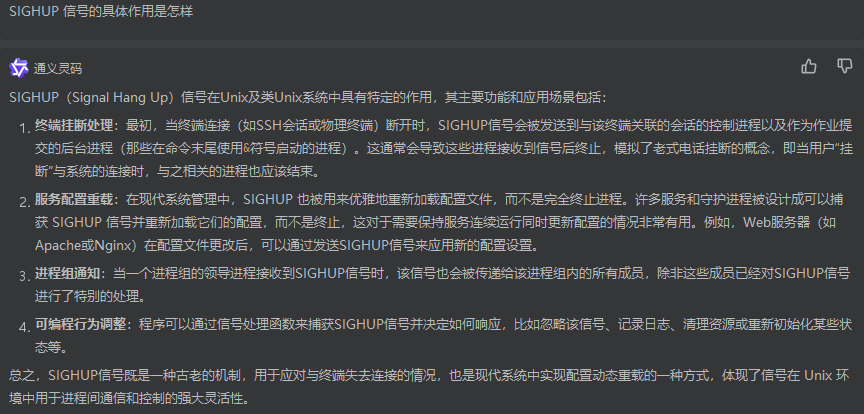 SIGHUP 信号的具体作用是怎样
通义灵码
SIGHUP（Signal Hang Up）信号在Unix及类Unix系统中具有特定的作用，其主要功能和应用场景包括：
1. 终端挂断处理：最初，当终端连接（如SSH会话或物理终端）断开时，SIGHUP信号会被发送到与该终端关联的会话的控制进程以及作为作业提
交的后台进程（那些在命令末尾使用&符号启动的进程）。这通常会导致这些进程接收到信号后终止，模拟了老式电话挂断的概念，即当用户“挂
断”与系统的连接时，与之相关的进程也应该结束。
2. 服务配置重载：在现代系统管理中，SIGHUP 也被用来优雅地重新加载配置文件，而不是完全终止进程。许多服务和守护进程被设计成可以捕
获 SIGHUP 信号并重新加载它们的配置，而不是终止，这对于需要保持服务连续运行同时更新配置的情况非常有用。例如，Web服务器（如
Apache或Nginx）在配置文件更改后，可以通过发送SIGHUP信号来应用新的配置设置。
3. 进程组通知：当一个进程组的领导进程接收到SIGHUP信号时，该信号也会被传递给该进程组内的所有成员，除非这些成员已经对SIGHUP信号
进行了特别的处理。
4. 可编程行为调整：程序可以通过信号处理函数来捕获SIGHUP信号并决定如何响应，比如忽略该信号、记录日志、清理资源或重新初始化某些状
态等。
总之，SIGHUP信号既是一种古老的机制，用于应对与终端失去连接的情况，也是现代系统中实现配置动态重载的一种方式，体现了信号在 Unix 环
境中用于进程间通信和控制的强大灵活性。